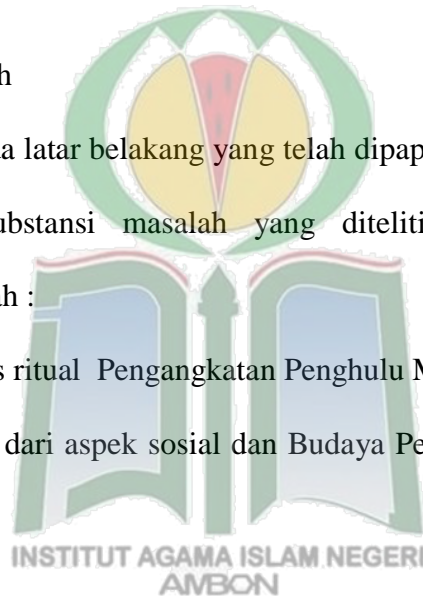 h
a latar belakang yang telah dipap
ubstansi masalah yang diteliti
ah :
s ritual Pengangkatan Penghulu M
dari aspek sosial dan Budaya Pe
INSTITUT AGAMA ISLAM NEGERI
AMBON